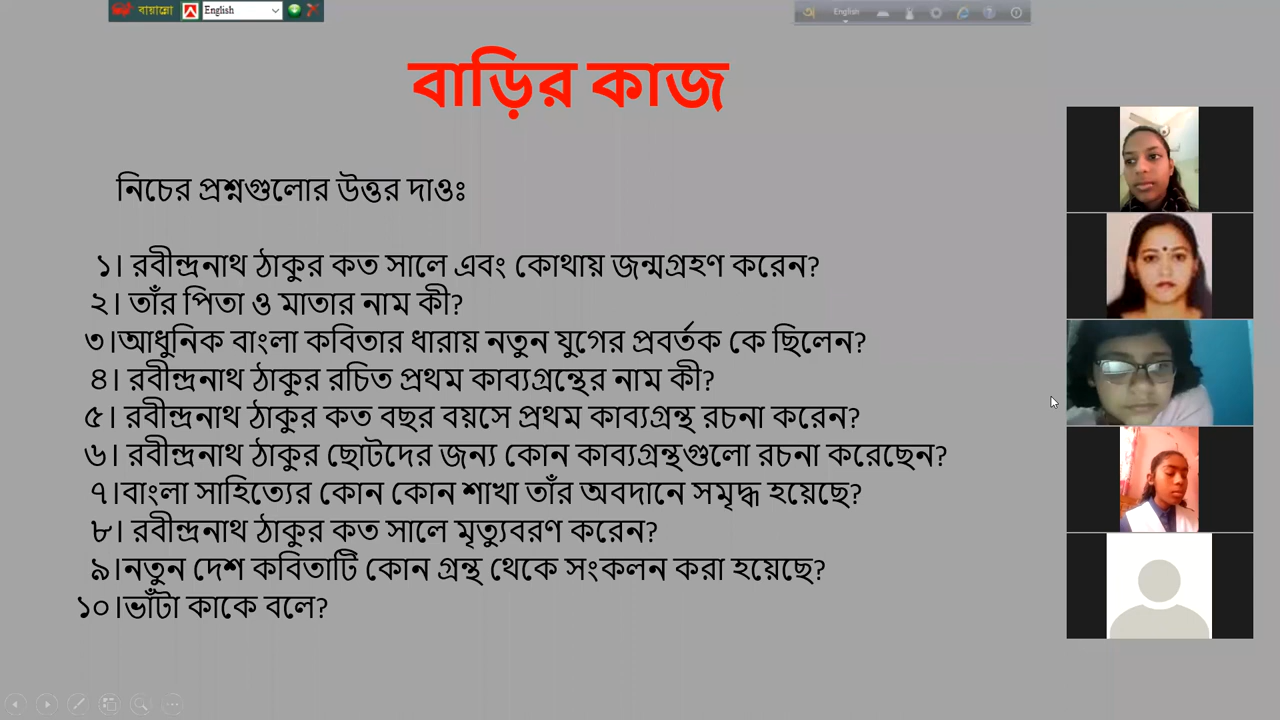 বায়ান্নো English
অ English
বাড়ির কাজ
নিচের প্রশ্নগুলোর উত্তর দাওঃ
১। রবীন্দ্রনাথ ঠাকুর কত সালে এবং কোথায় জন্মগ্রহণ করেন?
২। তাঁর পিতা ও মাতার নাম কী?
৩।আধুনিক বাংলা কবিতার ধারায় নতুন যুগের প্রবর্তক কে ছিলেন?
৪। রবীন্দ্রনাথ ঠাকুর রচিত প্রথম কাব্যগ্রন্থের নাম কী?
৫। রবীন্দ্রনাথ ঠাকুর কত বছর বয়সে প্রথম কাব্যগ্রন্থ রচনা করেন?
৬। রবীন্দ্রনাথ ঠাকুর ছোটদের জন্য কোন কাব্যগ্রন্থগুলো রচনা করেছেন?
৭।বাংলা সাহিত্যের কোন কোন শাখা তাঁর অবদানে সমৃদ্ধ হয়েছে?
৮। রবীন্দ্রনাথ ঠাকুর কত সালে মৃত্যুবরণ করেন?
৯।নতুন দেশ কবিতাটি কোন গ্রন্থ থেকে সংকলন করা হয়েছে?
১০।ভাঁটা কাকে বলে?